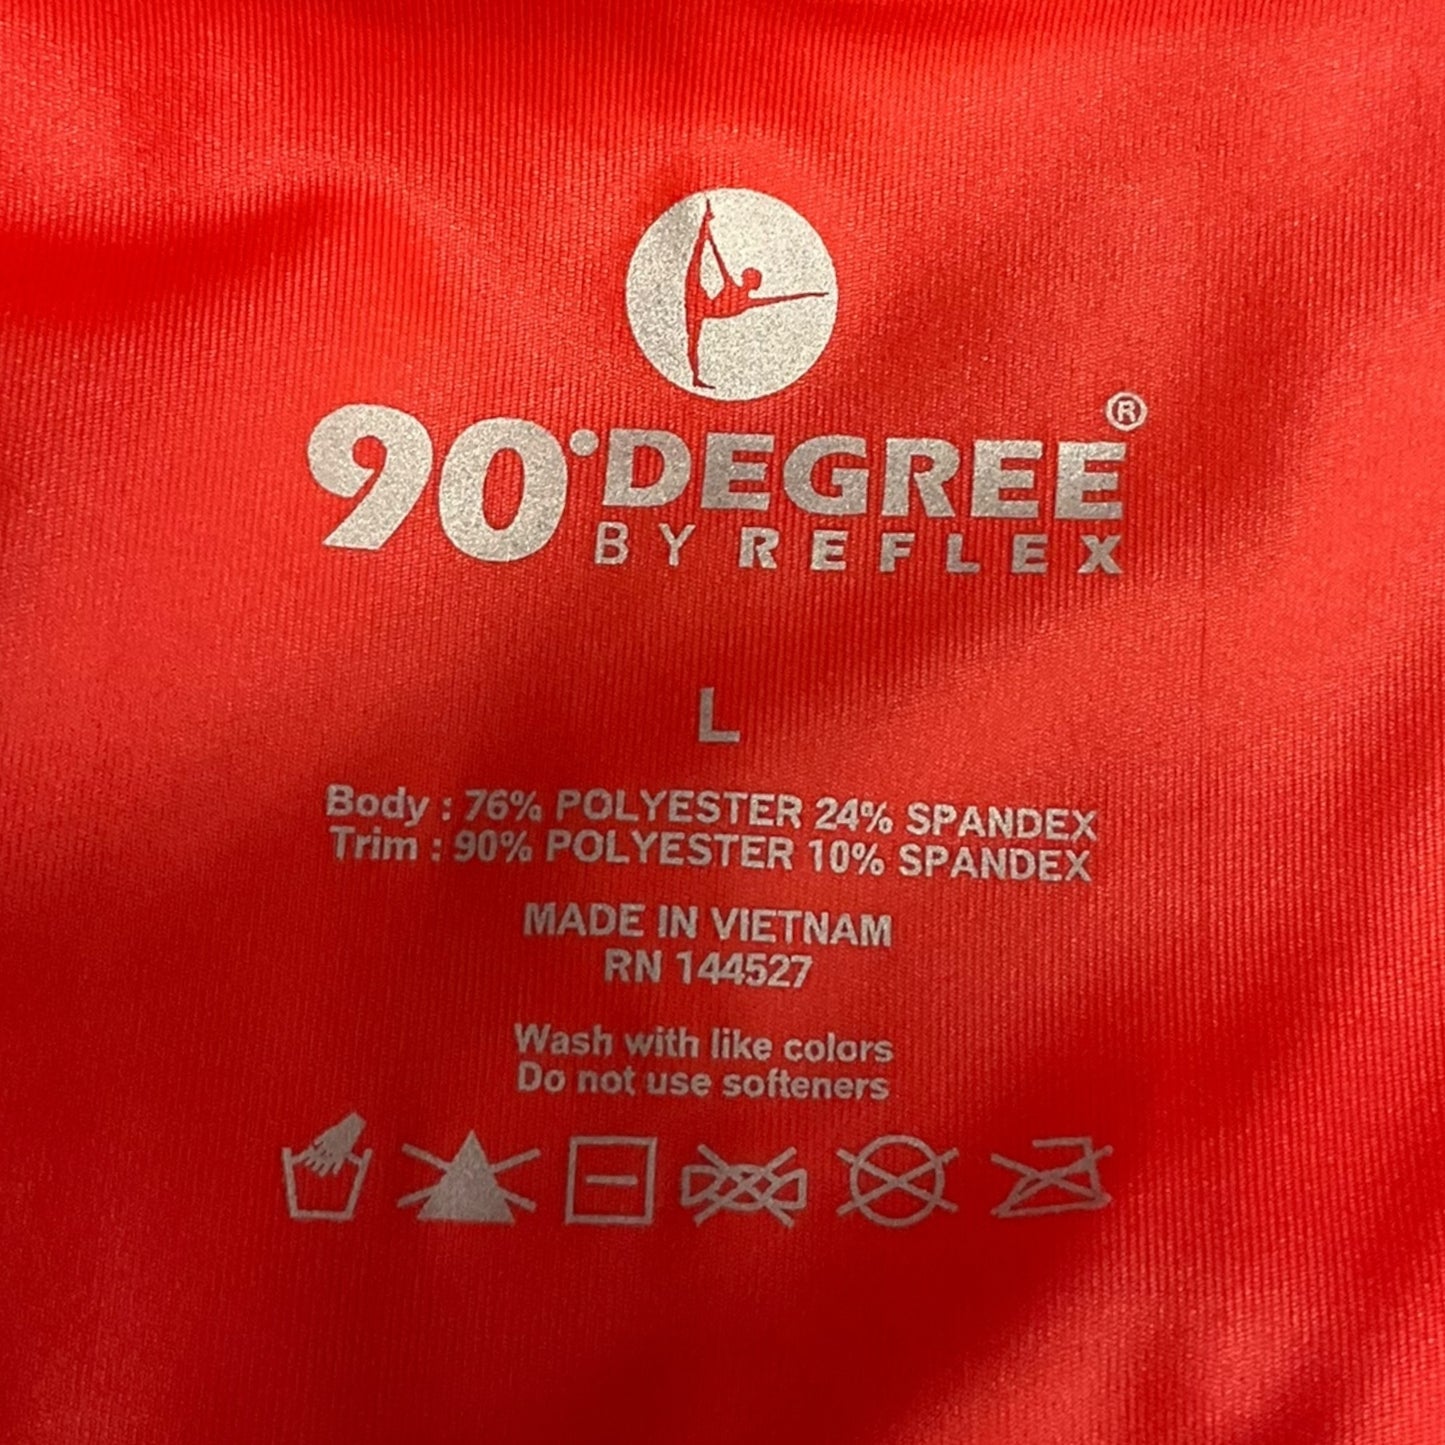 90°DEGREE®
BY REFLEX
L
Body : 76% POLYESTER 24% SPANDEX
Trim : 90% POLYESTER 10% SPANDEX
MADE IN VIETNAM
RN 144527
Wash with like colors
Do not use softeners